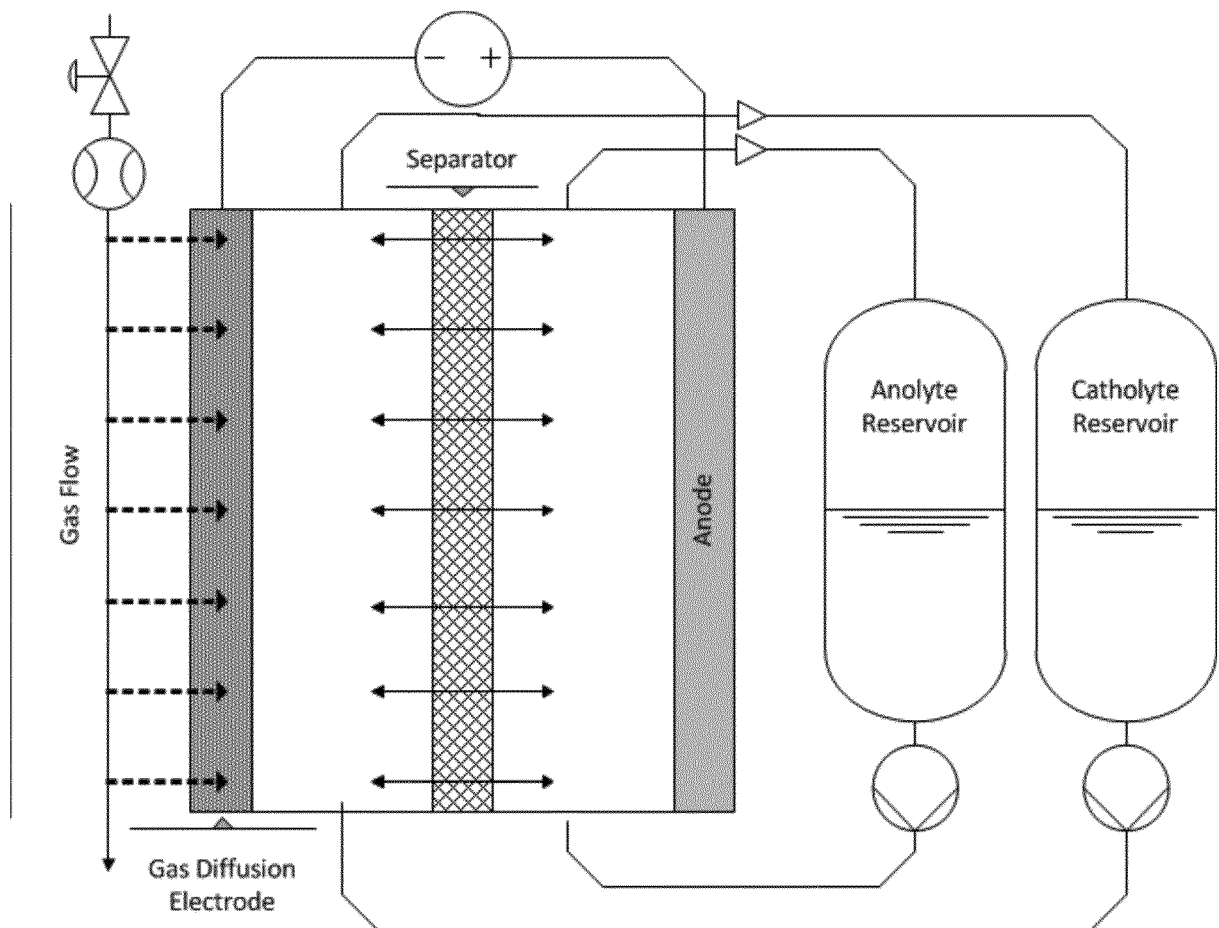 − +
Separator
Anolyte
Reservoir
Catholyte
Reservoir
Gas Flow
Anode
Gas Diffusion
Electrode